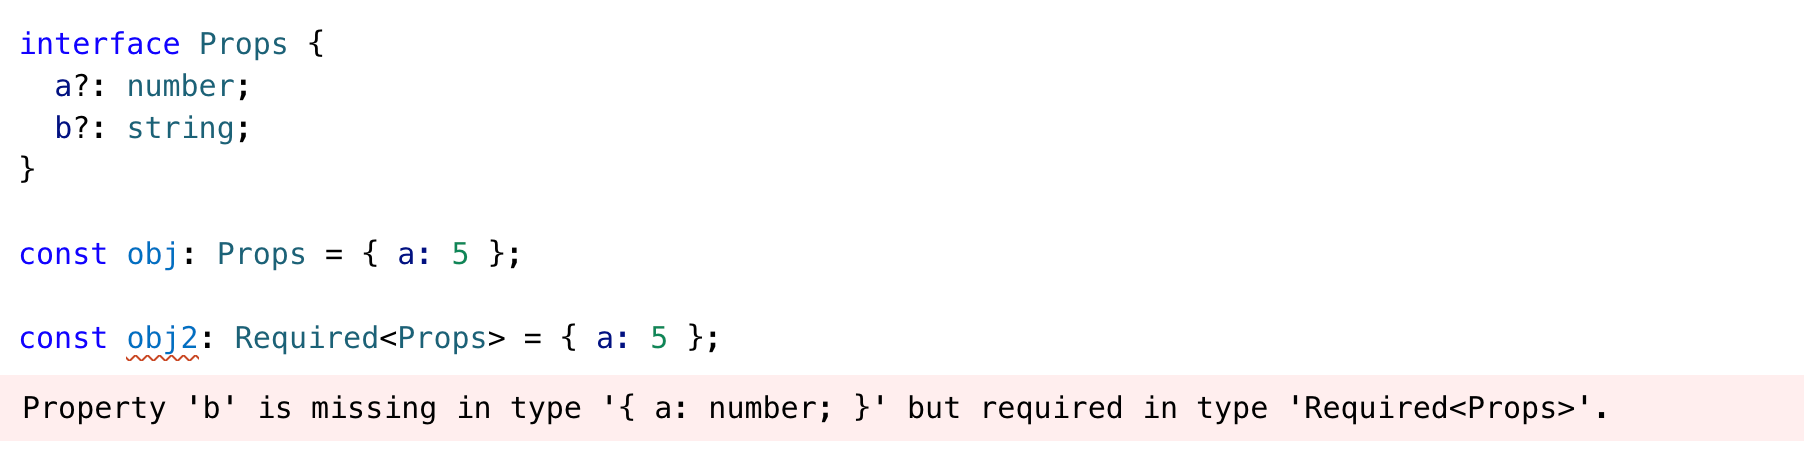 interface Props {
  a?: number;
  b?: string;
}
const obj: Props = { a: 5 };
const obj2: Required<Props> = { a: 5 };
Property 'b' is missing in type '{ a: number; }' but required in type 'Required<Props>'.